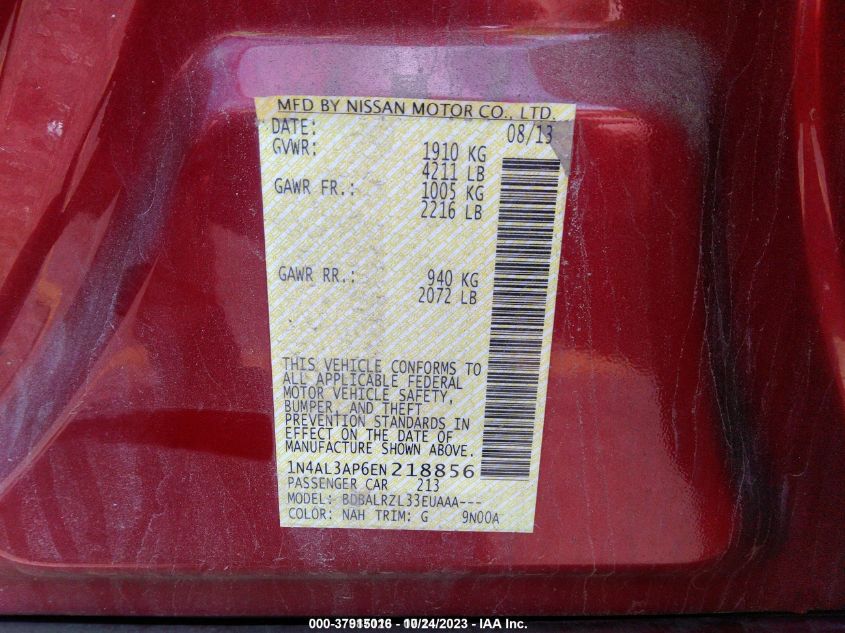 MFD BY NISSAN MOTOR CO., LTD.
DATE: 08/13
GVWR: 1910 KG
4211 LB
GAWR FR.: 1005 KG
2216 LB
GAWR RR.: 940 KG
2072 LB
THIS VEHICLE CONFORMS TO
ALL APPLICABLE FEDERAL
MOTOR VEHICLE SAFETY,
BUMPER, AND THEFT
PREVENTION STANDARDS IN
EFFECT ON THE DATE OF
MANUFACTURE SHOWN ABOVE.
1N4AL3AP6EN218856
PASSENGER CAR 213
MODEL: BDBALRZL33EUAAA---
COLOR: NAH TRIM: G 9N00A
10/24/2023 - IAA Inc.